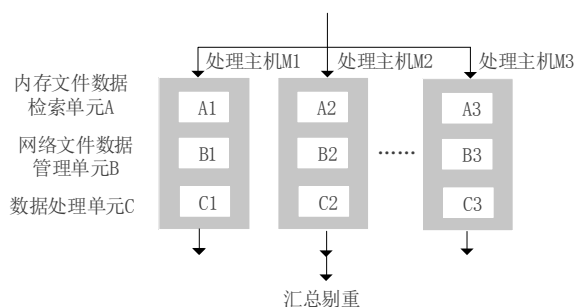 处理主机M1 处理主机M2 处理主机M3
内存文件数据
检索单元A
A1 A2 A3
网络文件数据
管理单元B
B1 B2 …… B3
数据处理单元C
C1 C2 C3
汇总剔重